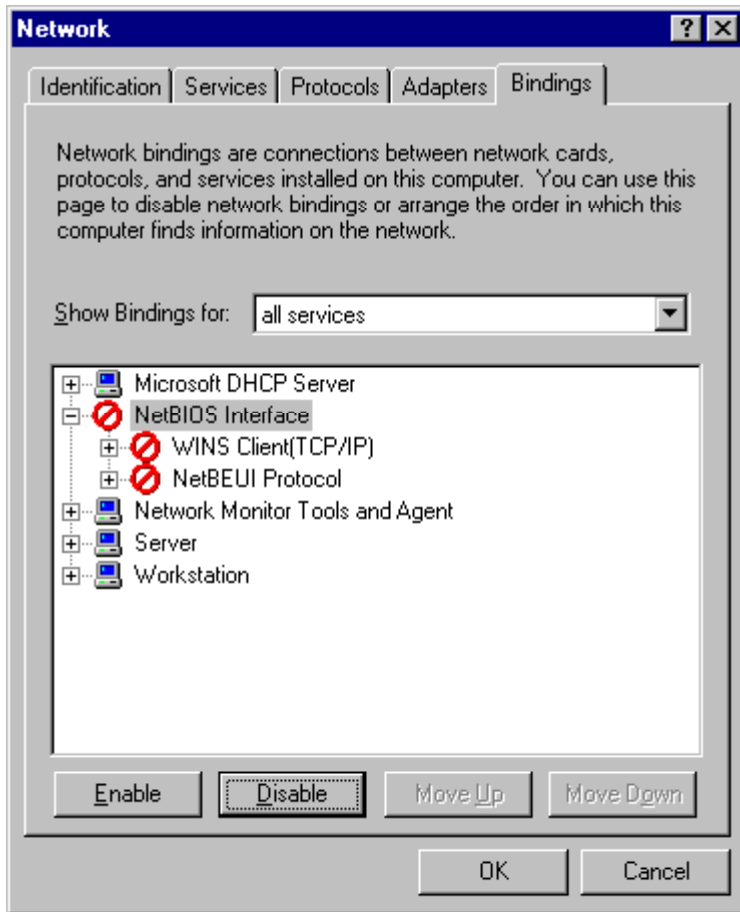 Network
Identification Services Protocols Adapters Bindings
Network bindings are connections between network cards,
protocols, and services installed on this computer.  You can use this
page to disable network bindings or arrange the order in which this
computer finds information on the network.
Show Bindings for: all services
Microsoft DHCP Server
NetBIOS Interface
WINS Client(TCP/IP)
NetBEUI Protocol
Network Monitor Tools and Agent
Server
Workstation
Enable Disable Move Up Move Down
OK Cancel